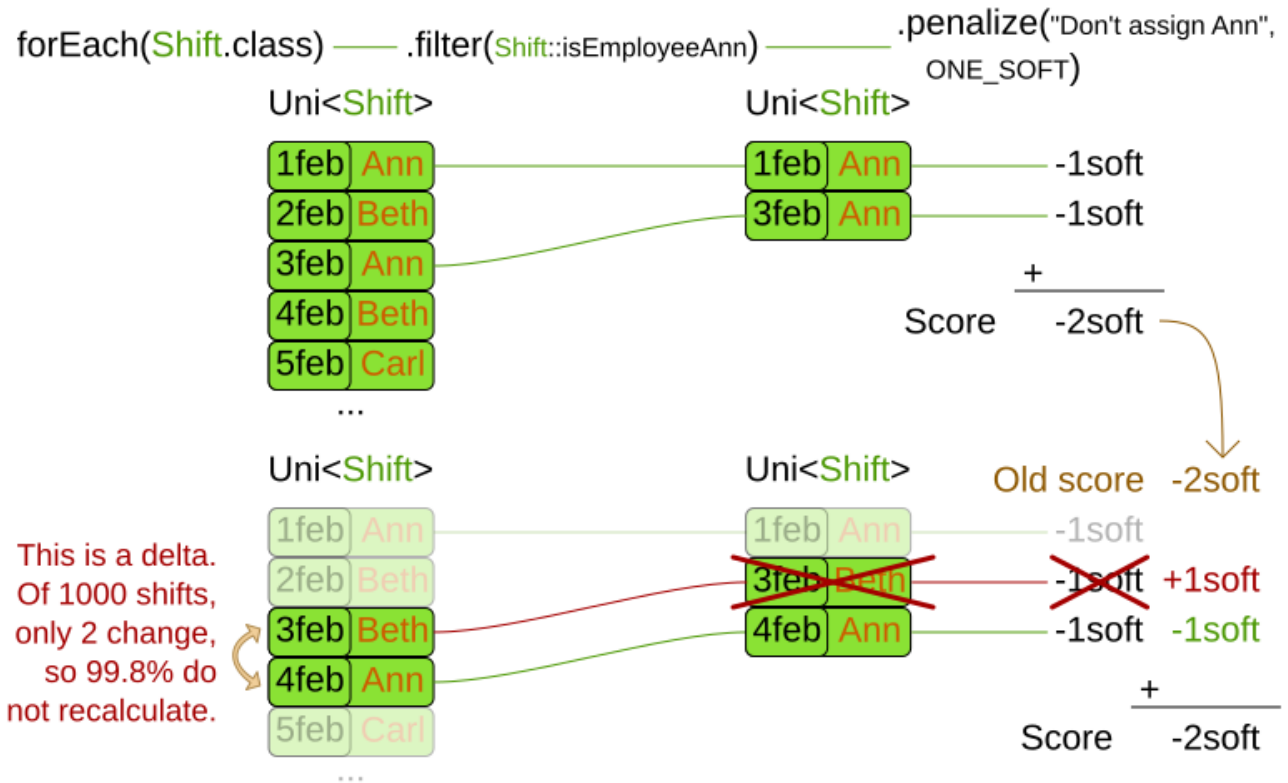 forEach(Shift.class) .filter(Shift::isEmployeeAnn) .penalize("Don't assign Ann",
ONE_SOFT)
Uni<Shift> Uni<Shift>
1feb Ann 1feb Ann -1soft
2feb Beth 3feb Ann -1soft
3feb Ann
+
4feb Beth Score -2soft
5feb Carl
...
Uni<Shift> Uni<Shift> Old score -2soft
1feb Ann 1feb Ann -1soft
2feb Beth 3feb Beth -1soft +1soft
3feb Beth 4feb Ann -1soft -1soft
4feb Ann
+
5feb Carl Score -2soft
...
This is a delta.
Of 1000 shifts,
only 2 change,
so 99.8% do
not recalculate.